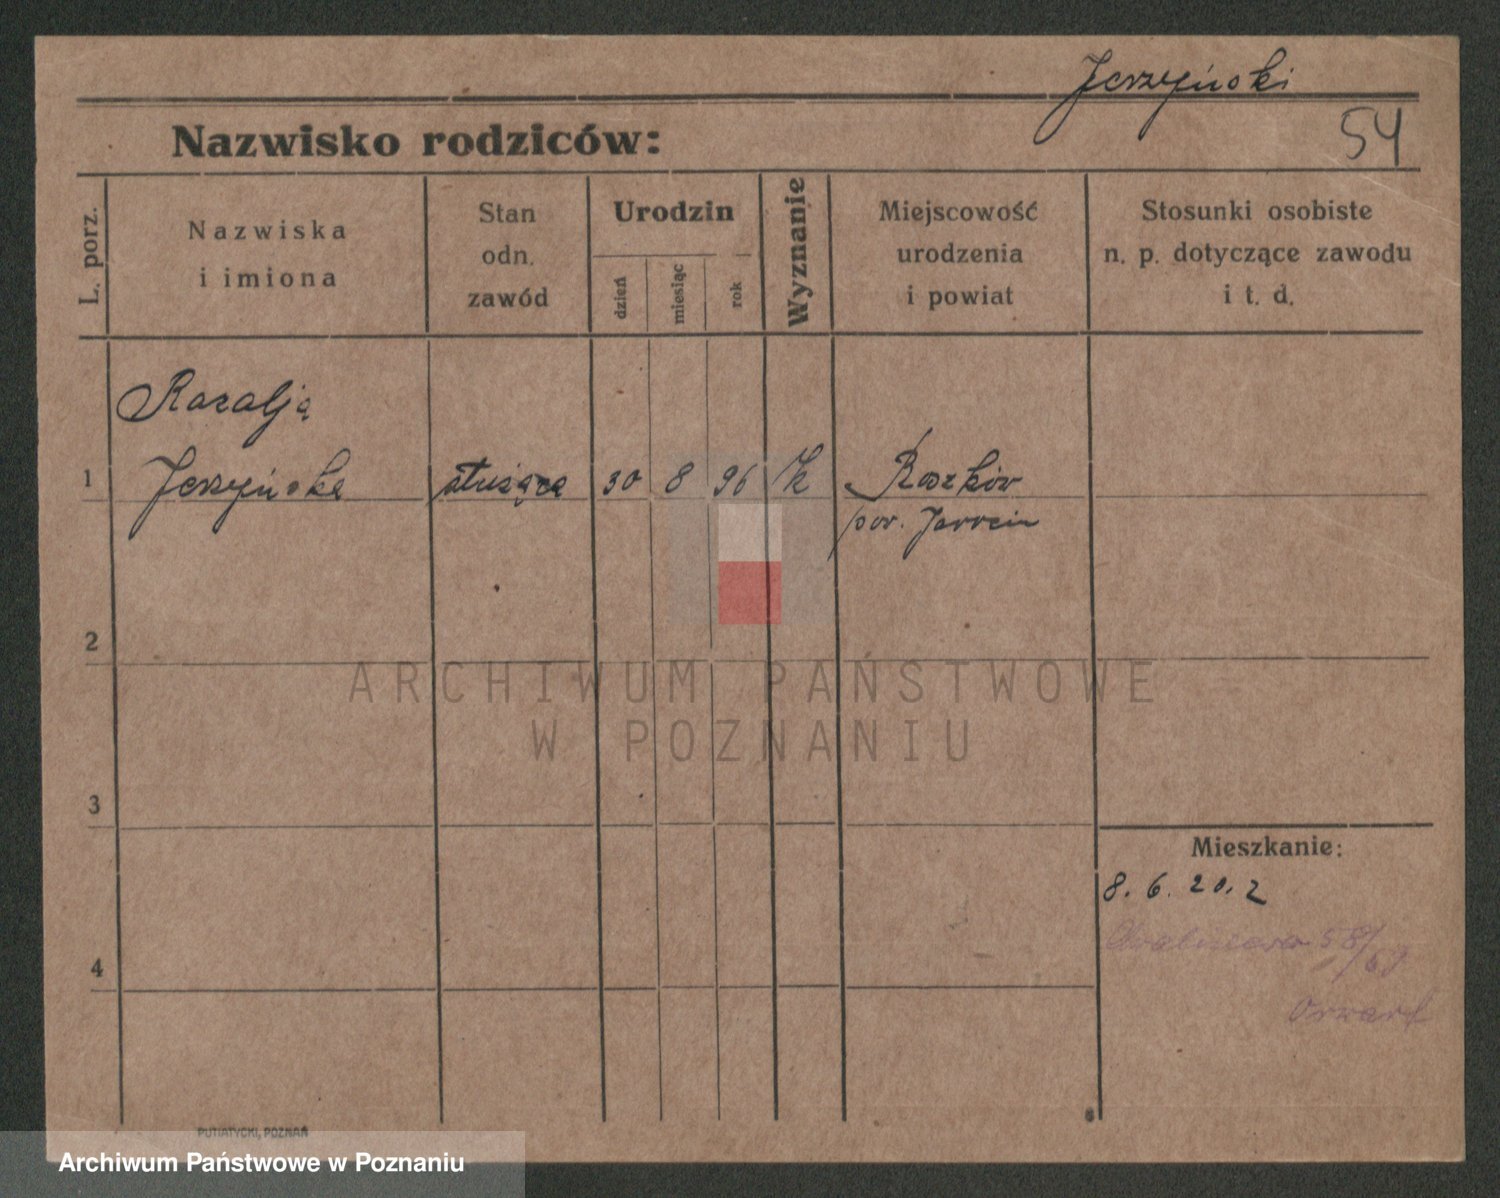 Jerzyński
54
Nazwisko rodziców:
L. porz.
Nazwiska
i imiona
Stan
odn.
zawód
Urodzin
dzień
miesiąc
rok
Wyznanie
Miejscowość
urodzenia
i powiat
Stosunki osobiste
n. p. dotyczące zawodu
i t. d.
Rozalja
1 Jerzyńska służąca 30 8 96 K Roszków
pow. Jarocin
2
ARCHIWUM PAŃSTWOWE
W POZNANIU
3
Mieszkanie:
8. 6. 20. 2
58/
4
PUTIATYCKI, POZNAŃ
Archiwum Państwowe w Poznaniu